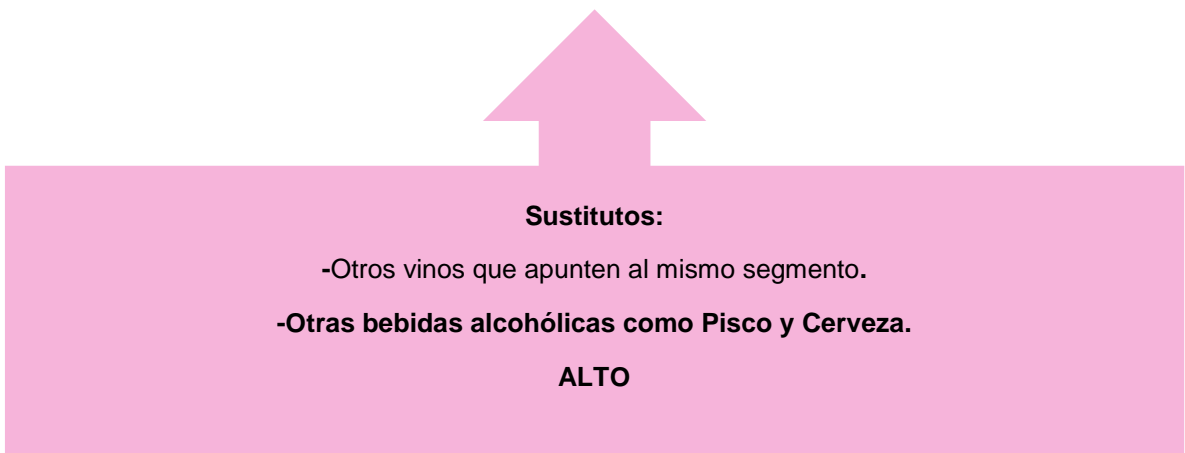 Sustitutos:
-Otros vinos que apunten al mismo segmento.
-Otras bebidas alcohólicas como Pisco y Cerveza.
ALTO